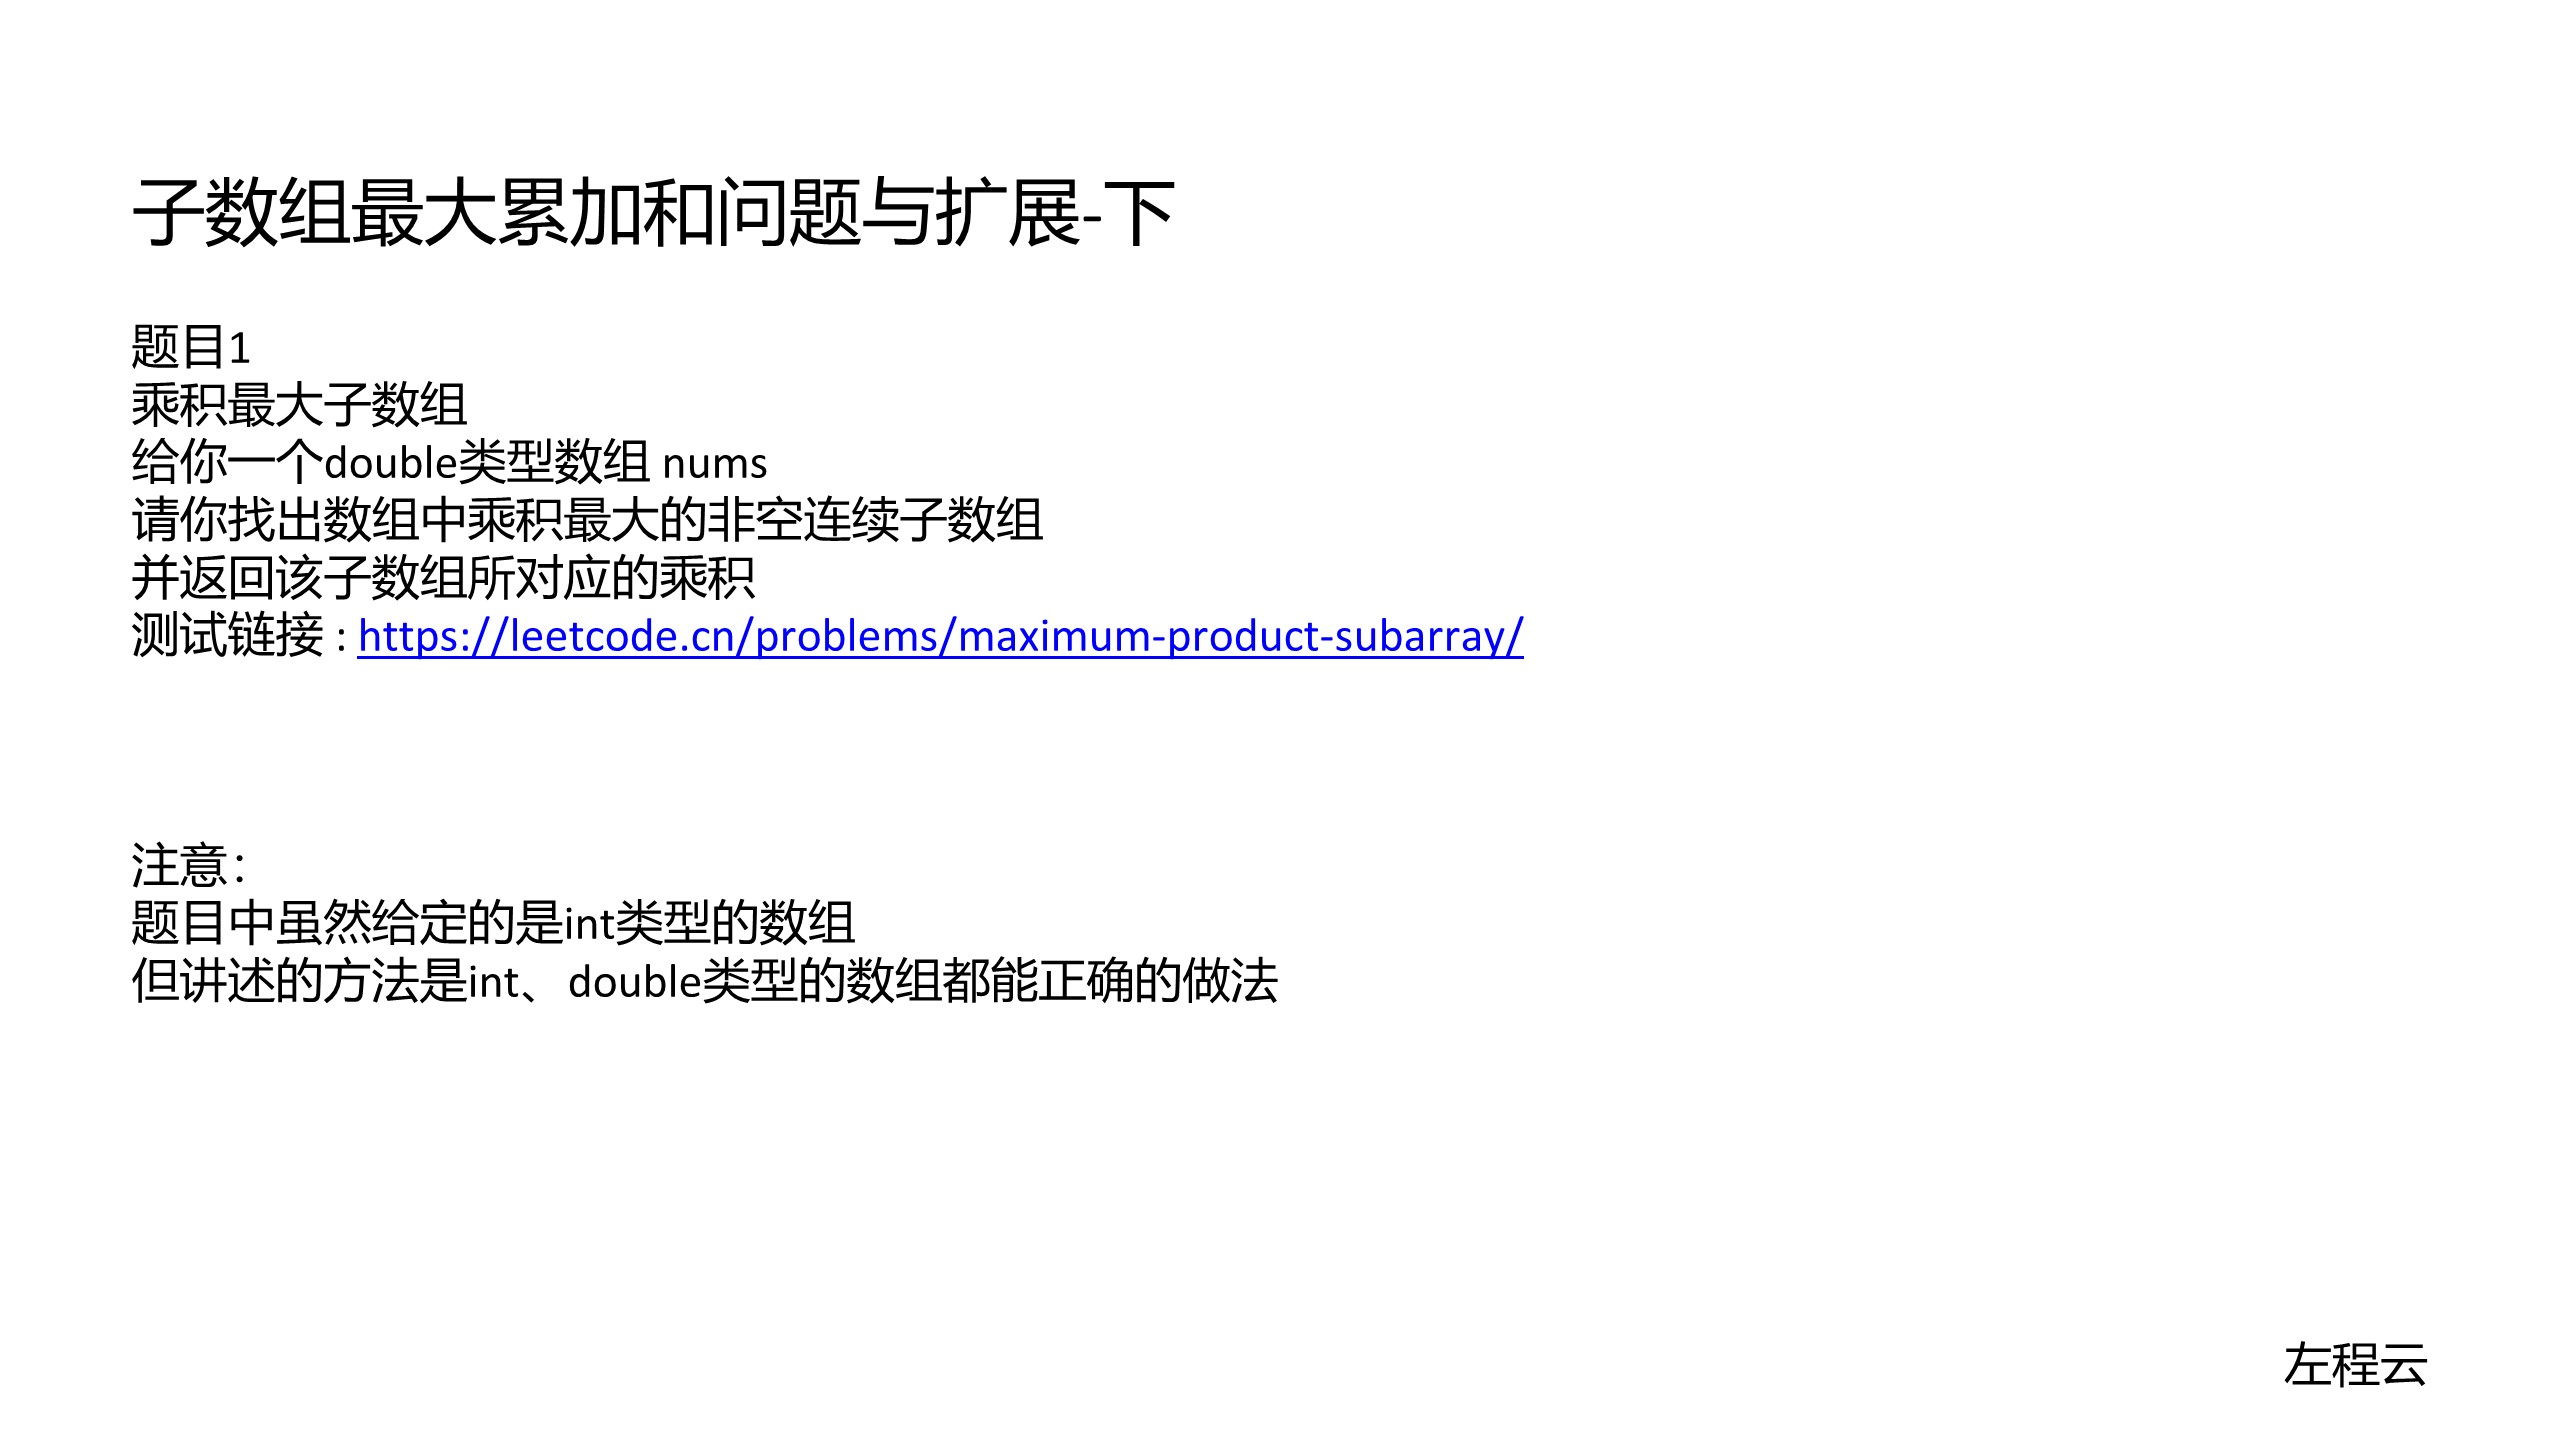 子数组最大累加和问题与扩展-下
题目1
乘积最大子数组
给你一个double类型数组 nums
请你找出数组中乘积最大的非空连续子数组
并返回该子数组所对应的乘积
测试链接 : https://leetcode.cn/problems/maximum-product-subarray/
注意：
题目中虽然给定的是int类型的数组
但讲述的方法是int、double类型的数组都能正确的做法
左程云